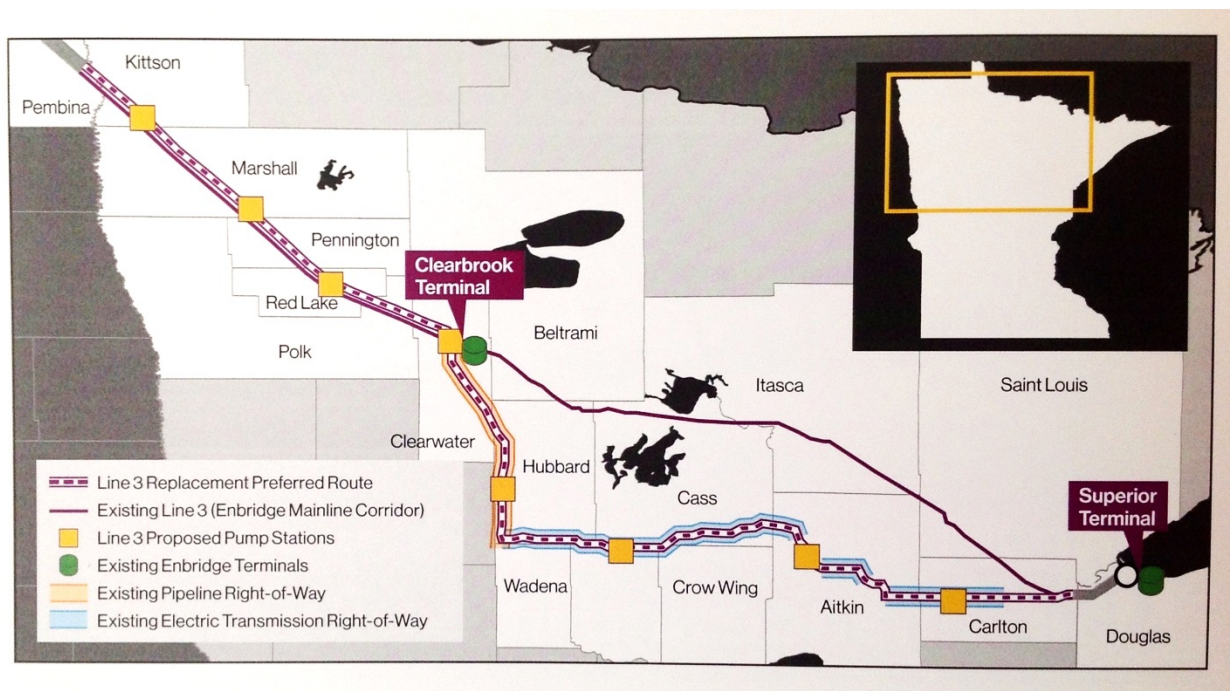 Kittson
Pembina
Marshall
Pennington
Clearbrook
Terminal
Red Lake
Beltrami
Polk
Itasca
Saint Louis
Clearwater
Hubbard
Cass
Superior
Terminal
Wadena
Crow Wing
Aitkin
Carlton
Douglas
Line 3 Replacement Preferred Route
Existing Line 3 (Enbridge Mainline Corridor)
Line 3 Proposed Pump Stations
Existing Enbridge Terminals
Existing Pipeline Right-of-Way
Existing Electric Transmission Right-of-Way